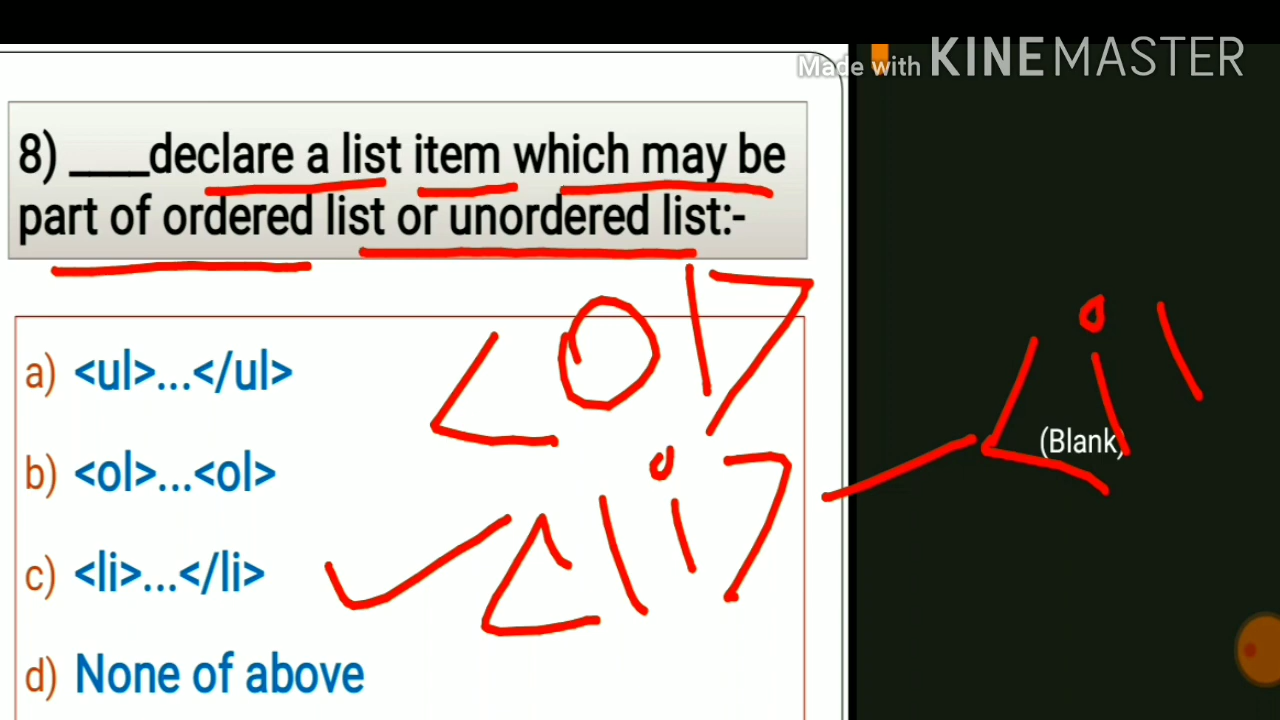 Made with KINEMASTER
8) ____declare a list item which may be
part of ordered list or unordered list:-
<ol>
a) <ul>...</ul>
(Blank)
b) <ol>...<ol>
<li>
c) <li>...</li>
d) None of above